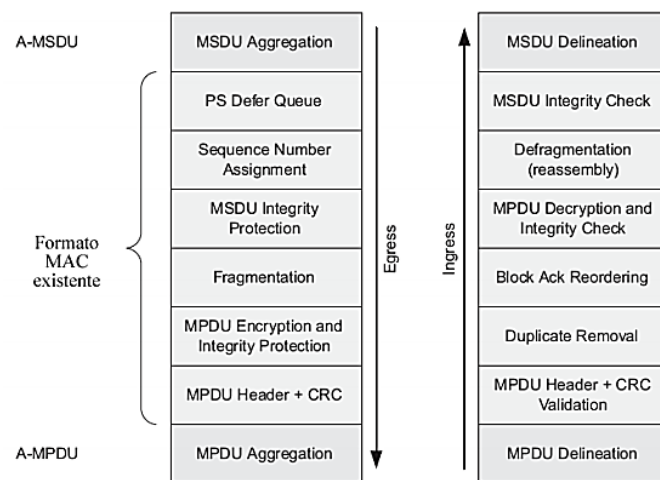 A-MSDU
MSDU Aggregation
PS Defer Queue
Sequence Number
Assignment
MSDU Integrity
Protection
Formato
MAC
existente
Fragmentation
MPDU Encryption and
Integrity Protection
MPDU Header + CRC
A-MPDU
MPDU Aggregation
Egress
Ingress
MSDU Delineation
MSDU Integrity Check
Defragmentation
(reassembly)
MPDU Decryption and
Integrity Check
Block Ack Reordering
Duplicate Removal
MPDU Header + CRC
Validation
MPDU Delineation